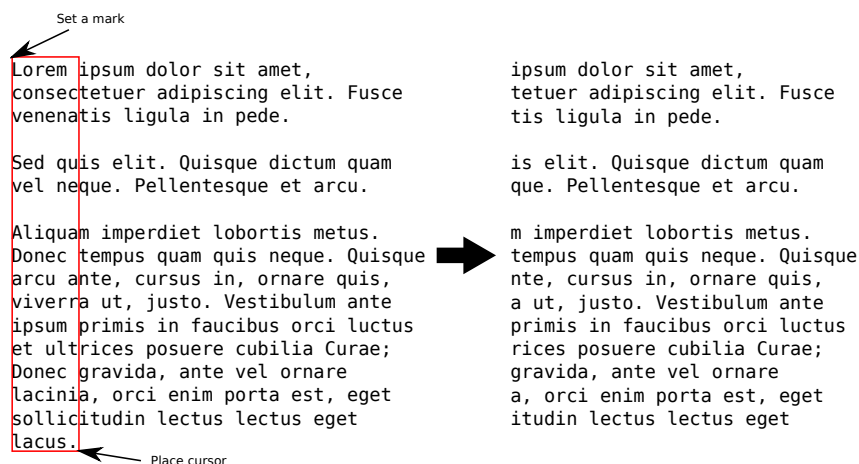 Set a mark
Lorem ipsum dolor sit amet,
consectetuer adipiscing elit. Fusce
venenatis ligula in pede.
Sed quis elit. Quisque dictum quam
vel neque. Pellentesque et arcu.
Aliquam imperdiet lobortis metus.
Donec tempus quam quis neque. Quisque
arcu ante, cursus in, ornare quis,
viverra ut, justo. Vestibulum ante
ipsum primis in faucibus orci luctus
et ultrices posuere cubilia Curae;
Donec gravida, ante vel ornare
lacinia, orci enim porta est, eget
sollicitudin lectus lectus eget
lacus.
Place cursor
ipsum dolor sit amet,
tetuer adipiscing elit. Fusce
tis ligula in pede.
is elit. Quisque dictum quam
que. Pellentesque et arcu.
m imperdiet lobortis metus.
tempus quam quis neque. Quisque
nte, cursus in, ornare quis,
a ut, justo. Vestibulum ante
primis in faucibus orci luctus
rices posuere cubilia Curae;
gravida, ante vel ornare
a, orci enim porta est, eget
itudin lectus lectus eget